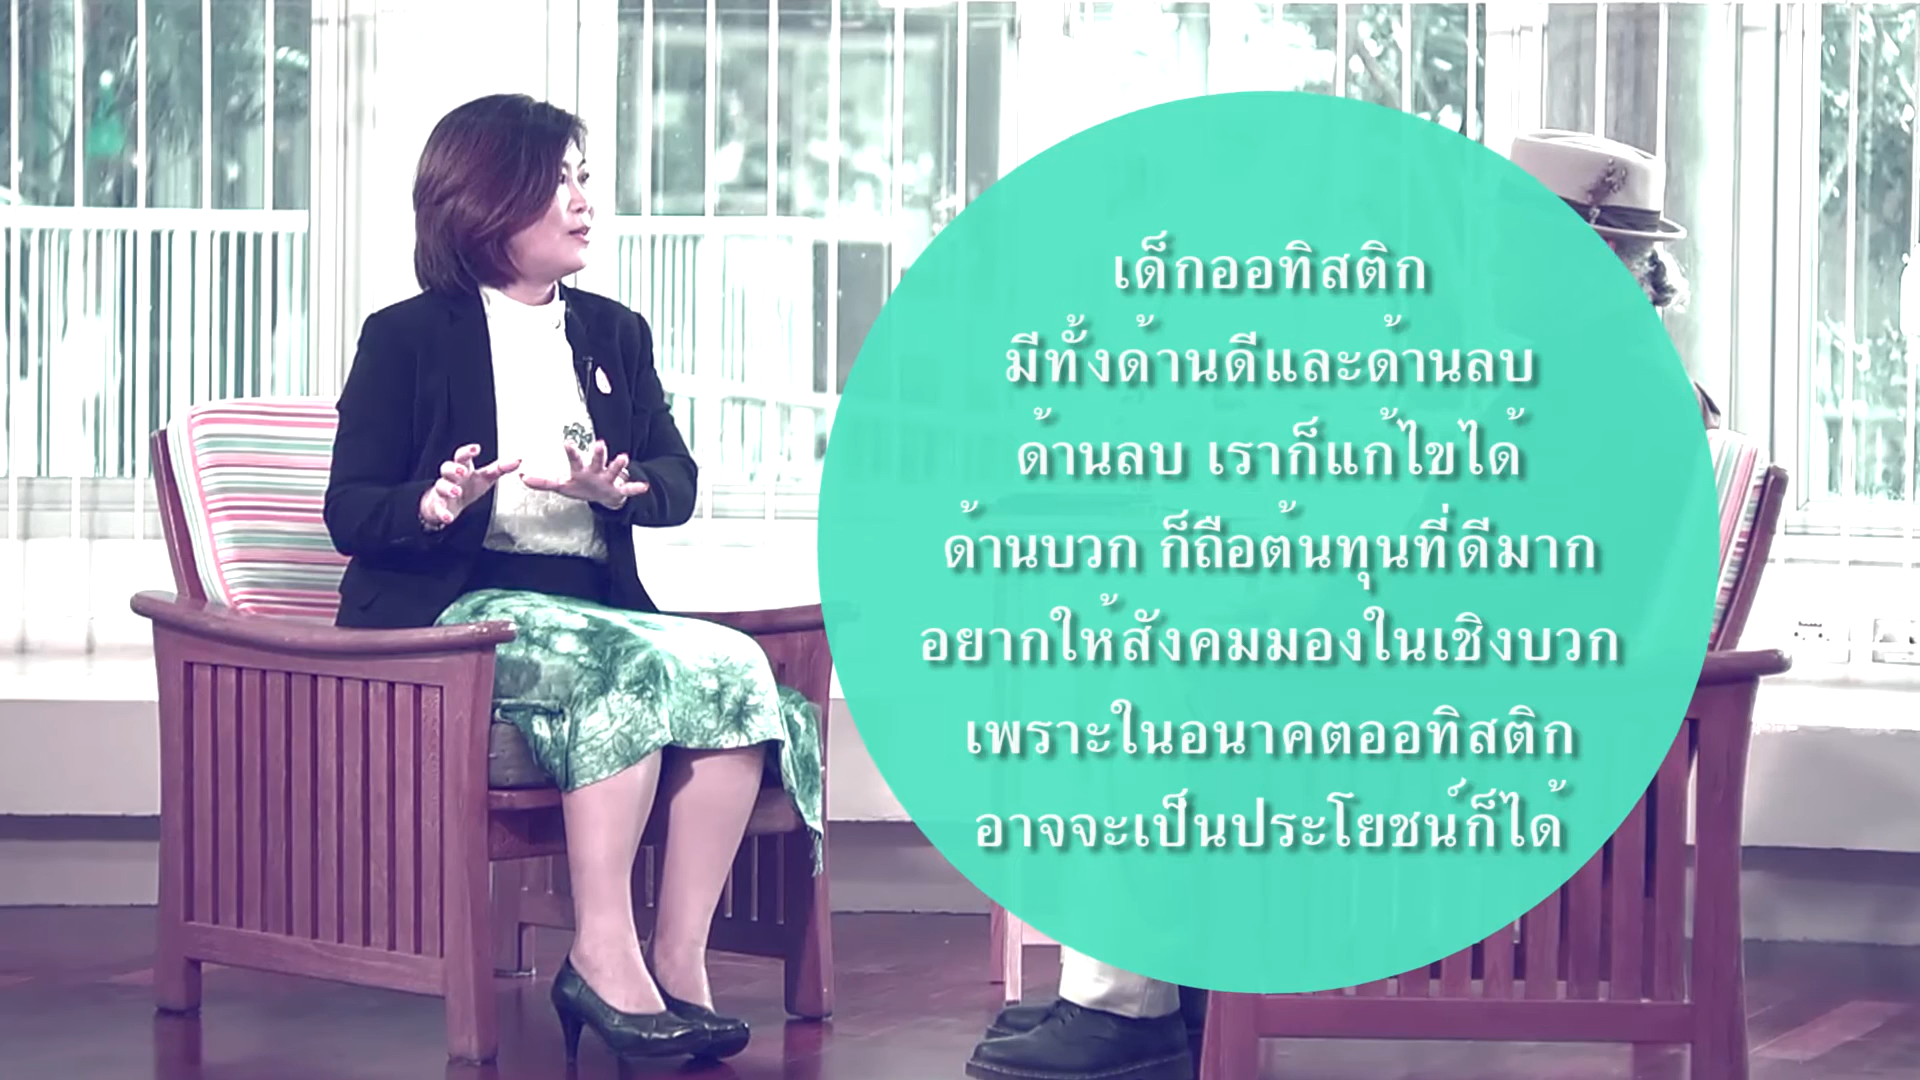 เด็กออทิสติก
มีทั้งด้านดีและด้านลบ
ด้านลบ เราก็แก้ไขได้
ด้านบวก ก็ถือต้นทุนที่ดีมาก
อยากให้สังคมมองในเชิงบวก
เพราะในอนาคตออทิสติก
อาจจะเป็นประโยชน์ก็ได้